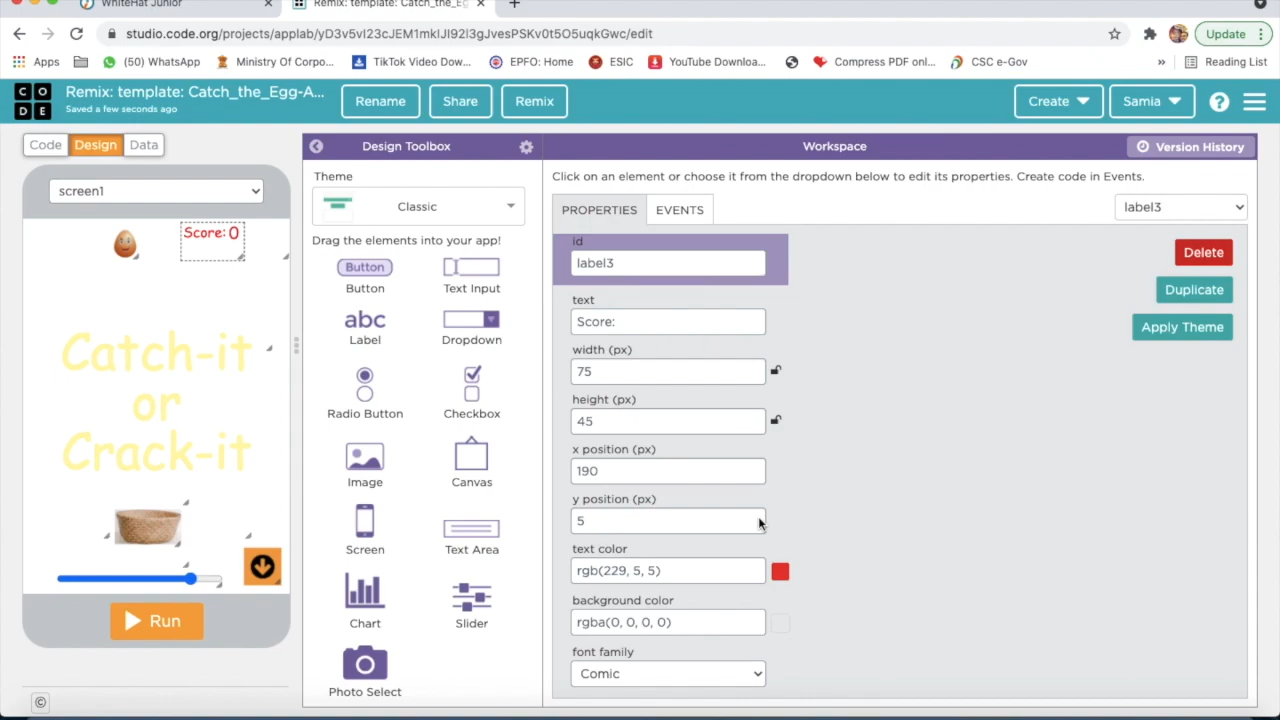 WhiteHat Junior
Remix: template: Catch_the_Eg
studio.code.org/projects/applab/yD3v5vI23cJEM1mkIJI92I3gJvesPSKv0t5O5uqkGwc/edit
Update
Apps
(50) WhatsApp
Ministry Of Corpo...
TikTok Video Dow...
EPFO: Home
ESIC
YouTube Downloa...
Compress PDF onl...
CSC e-Gov
»
Reading List
C O
D E
Remix: template: Catch_the_Egg-A...
Saved a few seconds ago
Rename
Share
Remix
Create
Samia
?
Code
Design
Data
Design Toolbox
Workspace
Version History
screen1
Score: 0
Catch-it
or
Crack-it
Run
©
Theme
Classic
Drag the elements into your app!
Button
Button
Text Input
abc
Label
Dropdown
Radio Button
Checkbox
Image
Canvas
Screen
Text Area
Chart
Slider
Photo Select
Click on an element or choose it from the dropdown below to edit its properties. Create code in Events.
PROPERTIES
EVENTS
label3
id
label3
Delete
text
Score:
Duplicate
Apply Theme
width (px)
75
height (px)
45
x position (px)
190
y position (px)
5
text color
rgb(229, 5, 5)
background color
rgba(0, 0, 0, 0)
font family
Comic